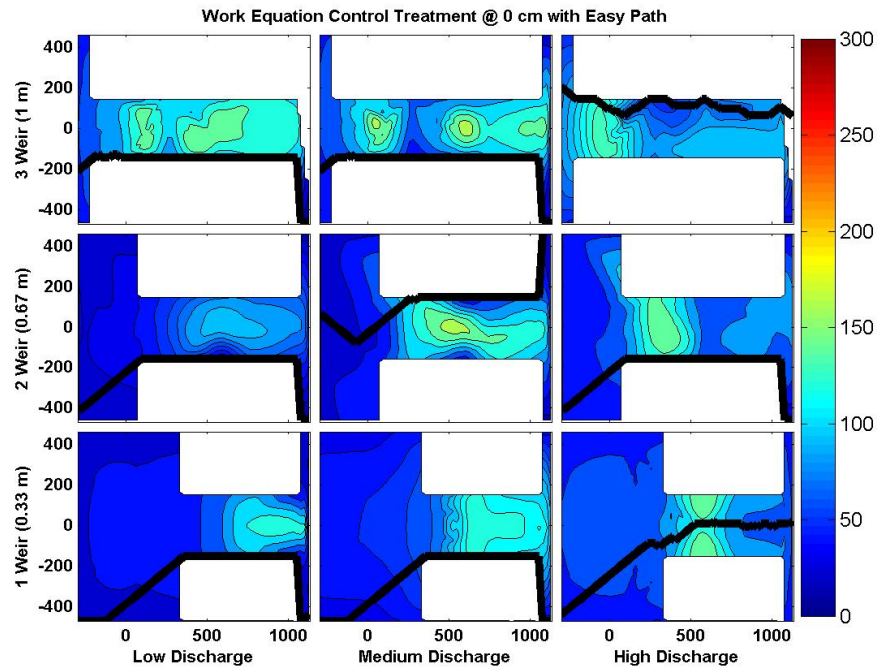 Work Equation Control Treatment @ 0 cm with Easy Path
3 Weir (1 m)
400
200
0
-200
-400
2 Weir (0.67 m)
400
200
0
-200
-400
1 Weir (0.33 m)
400
200
0
-200
-400
0 500 1000
0 500 1000
0 500 1000
Low Discharge
Medium Discharge
High Discharge
300
250
200
150
100
50
0